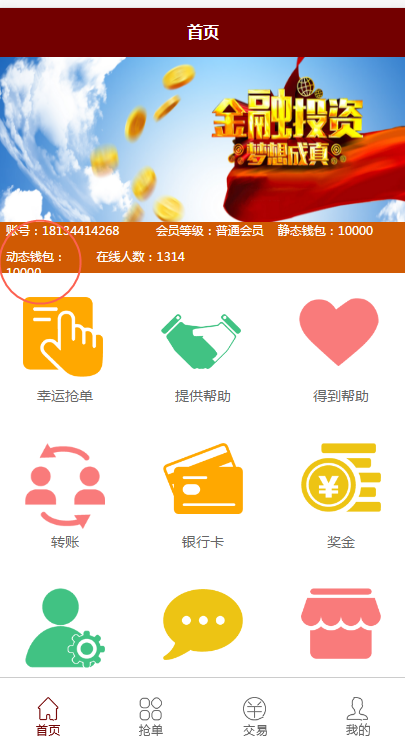 首页
金融投资
梦想成真
账号：18134414268 会员等级：普通会员 静态钱包：10000
动态钱包： 在线人数：1314
10000
幸运抢单 提供帮助 得到帮助
¥
转账 银行卡 奖金
首页 抢单 交易 我的